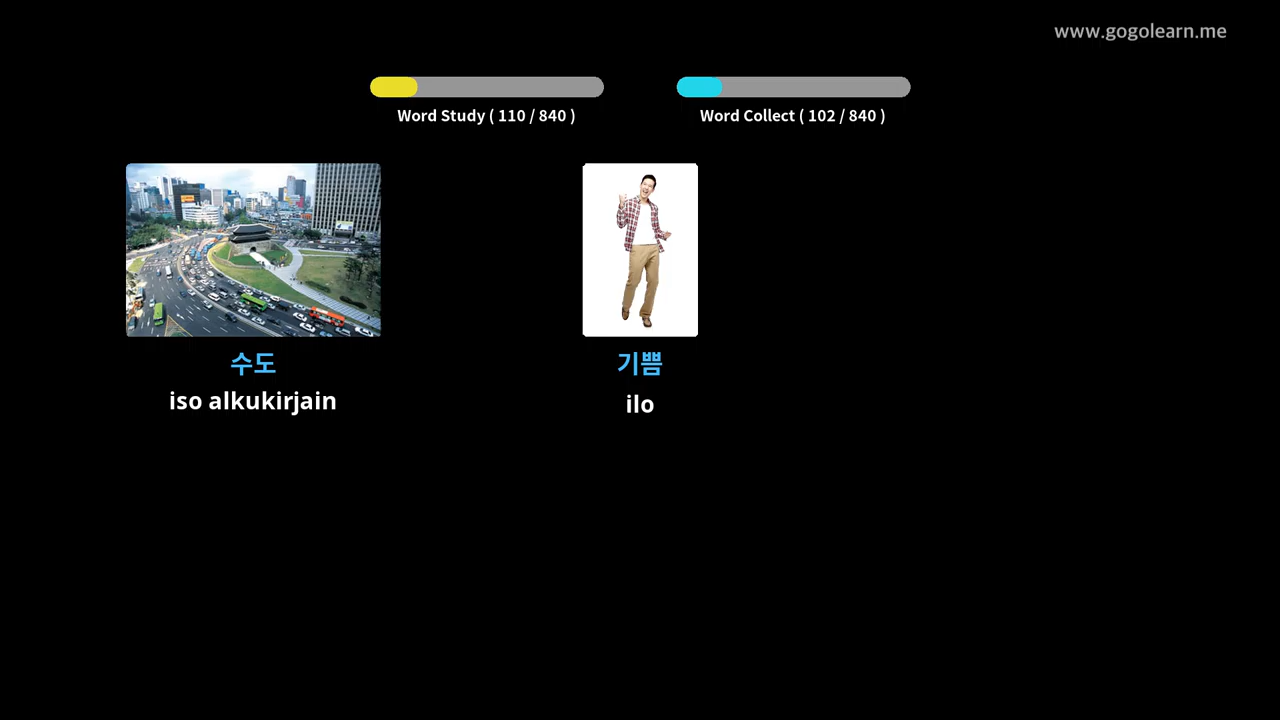 www.gogolearn.me
Word Study ( 110 / 840 )
Word Collect ( 102 / 840 )
수도
iso alkukirjain
기쁨
ilo